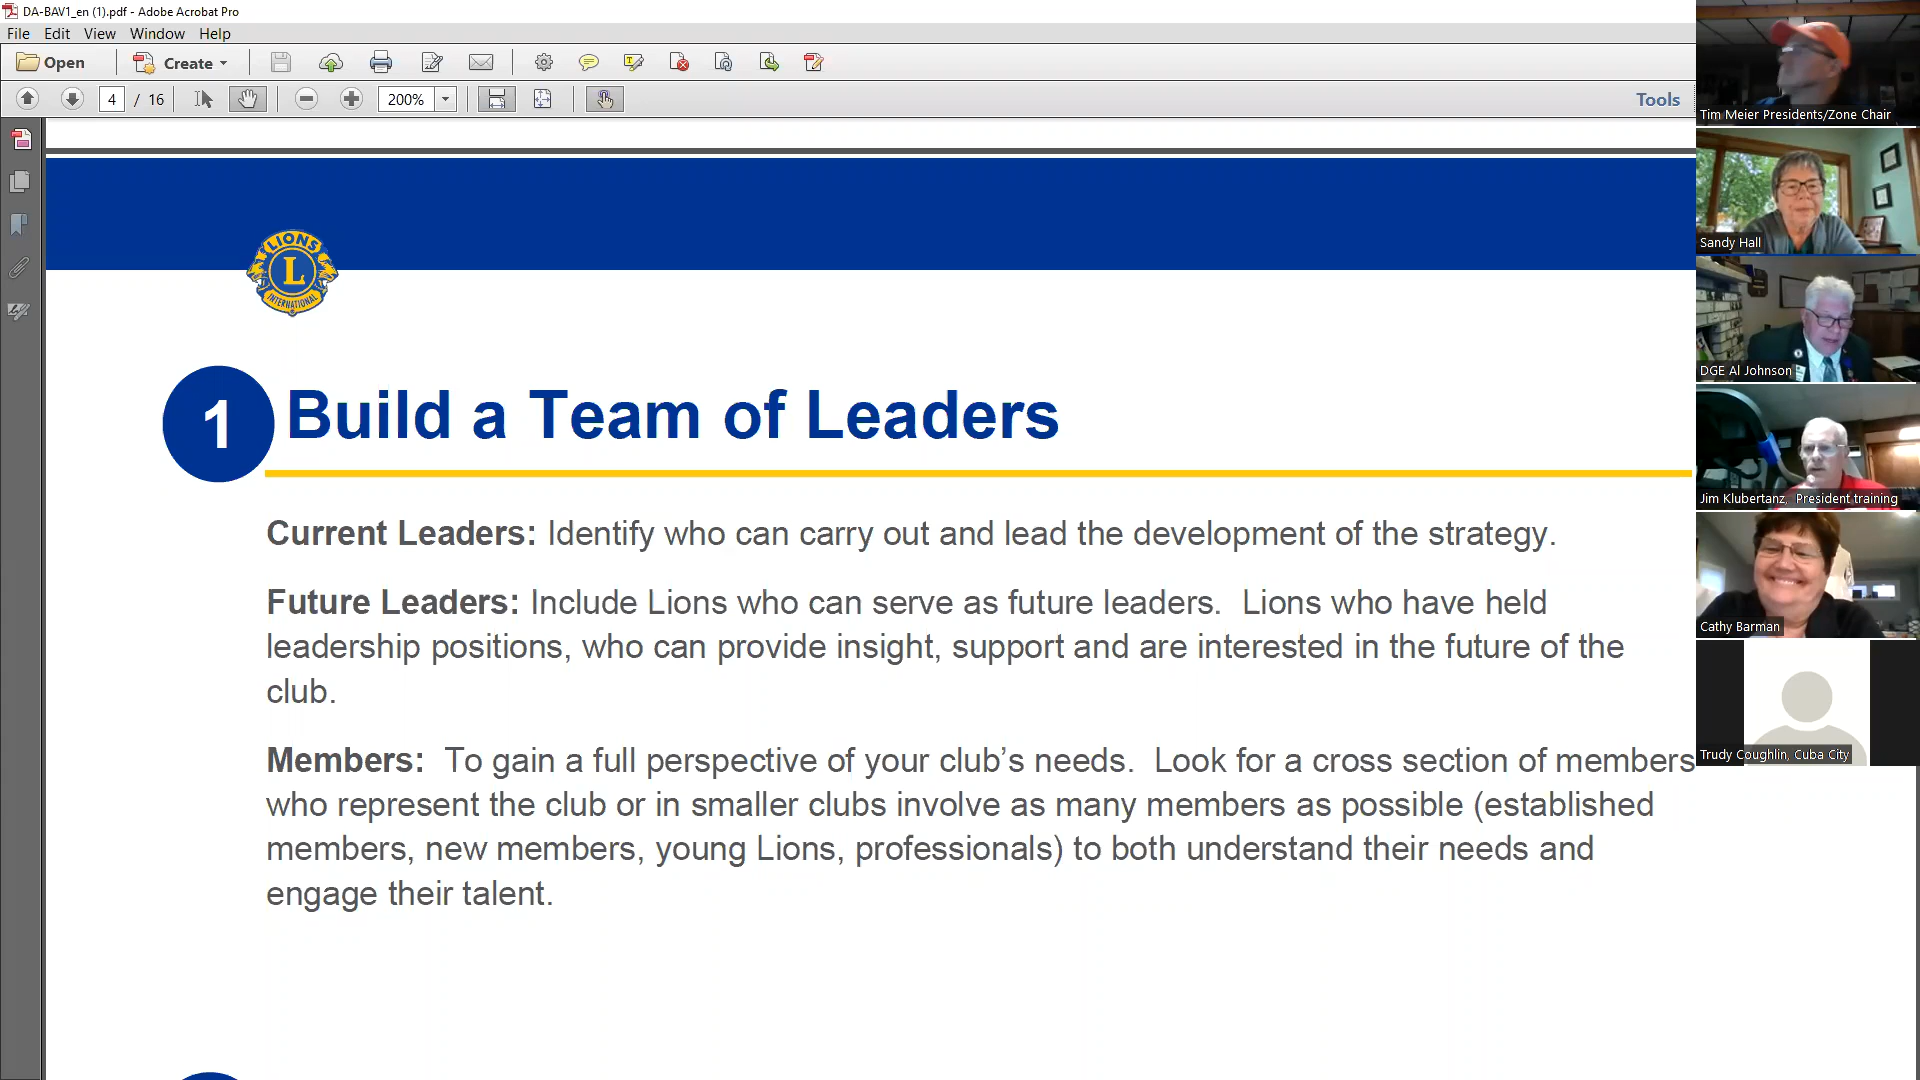 DA-BAV1_en (1).pdf - Adobe Acrobat Pro
File Edit View Window Help
Open Create
4 / 16 200% Tools
LIONS
L
INTERNATIONAL
1 Build a Team of Leaders
Current Leaders: Identify who can carry out and lead the development of the strategy.
Future Leaders: Include Lions who can serve as future leaders. Lions who have held
leadership positions, who can provide insight, support and are interested in the future of the
club.
Members: To gain a full perspective of your club's needs. Look for a cross section of members
who represent the club or in smaller clubs involve as many members as possible (established
members, new members, young Lions, professionals) to both understand their needs and
engage their talent.
Tim Meier Presidents/Zone Chair
Sandy Hall
DGE Al Johnson
Jim Klubertanz, President training
Cathy Barman
Trudy Coughlin, Cuba City